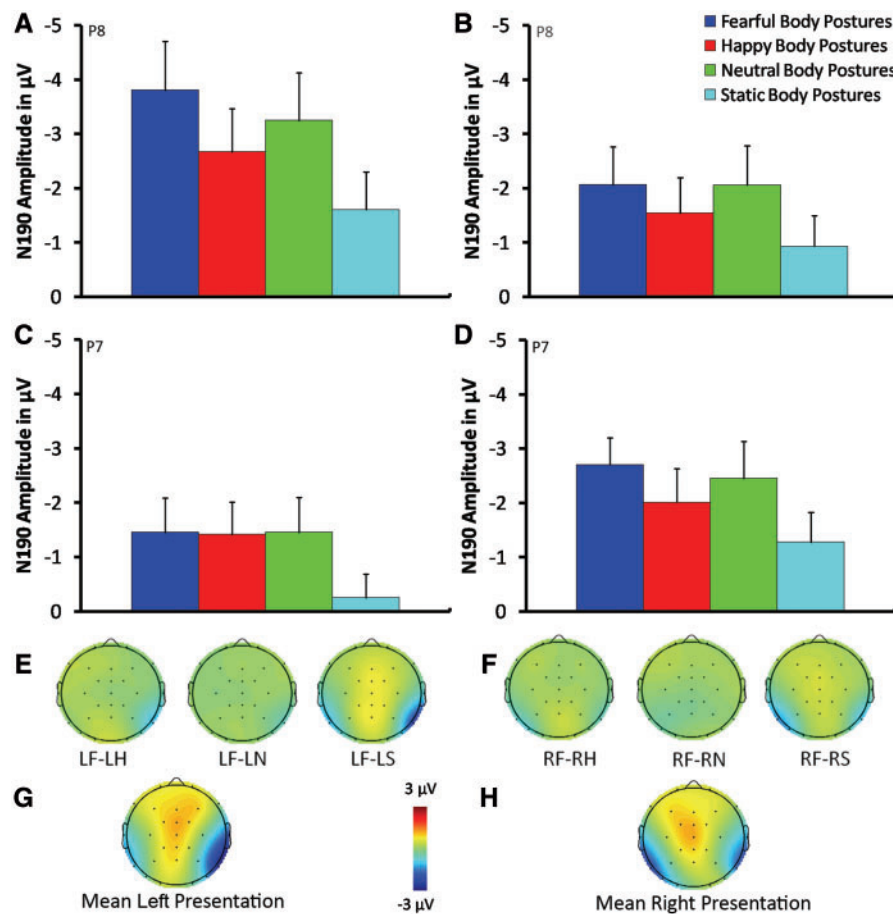 A
P8
N190 Amplitude in µV
-5
-4
-3
-2
-1
0
B
P8
N190 Amplitude in µV
-5
-4
-3
-2
-1
0
Fearful Body Postures
Happy Body Postures
Neutral Body Postures
Static Body Postures
C
P7
N190 Amplitude in µV
-5
-4
-3
-2
-1
0
D
P7
N190 Amplitude in µV
-5
-4
-3
-2
-1
0
E
LF-LH
LF-LN
LF-LS
F
RF-RH
RF-RN
RF-RS
G
Mean Left Presentation
3 µV
-3 µV
H
Mean Right Presentation